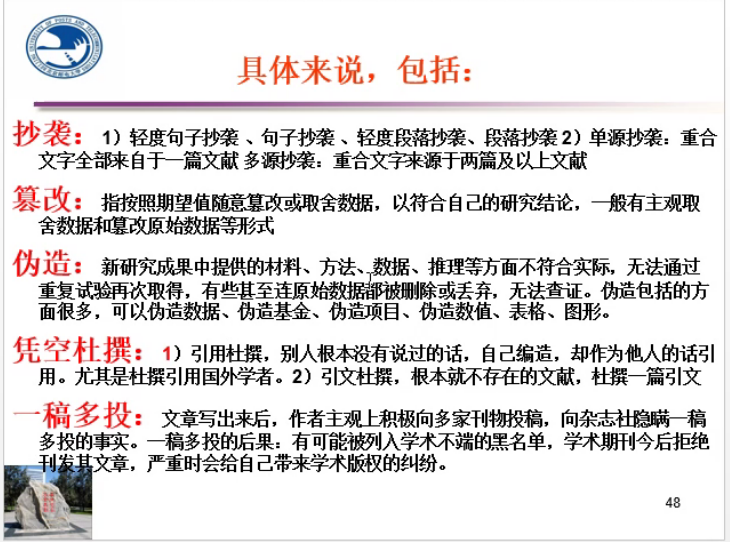 具体来说，包括：
抄袭：1）轻度句子抄袭 、句子抄袭 、轻度段落抄袭、段落抄袭 2）单源抄袭：重合
文字全部来自于一篇文献 多源抄袭：重合文字来源于两篇及以上文献
篡改：指按照期望值随意篡改或取舍数据，以符合自己的研究结论，一般有主观取
舍数据和篡改原始数据等形式
伪造：新研究成果中提供的材料、方法、数据、推理等方面不符合实际，无法通过
重复试验再次取得，有些甚至连原始数据都被删除或丢弃，无法查证。伪造包括的方
面很多，可以伪造数据、伪造基金、伪造项目、伪造数值、表格、图形。
凭空杜撰：1）引用杜撰，别人根本没有说过的话，自己编造，却作为他人的话引
用。尤其是杜撰引用国外学者。2）引文杜撰，根本就不存在的文献，杜撰一篇引文
一稿多投：文章写出来后，作者主观上积极向多家刊物投稿，向杂志社隐瞒一稿
多投的事实。一稿多投的后果：有可能被列入学术不端的黑名单，学术期刊今后拒绝
刊发其文章，严重时会给自己带来学术版权的纠纷。
48